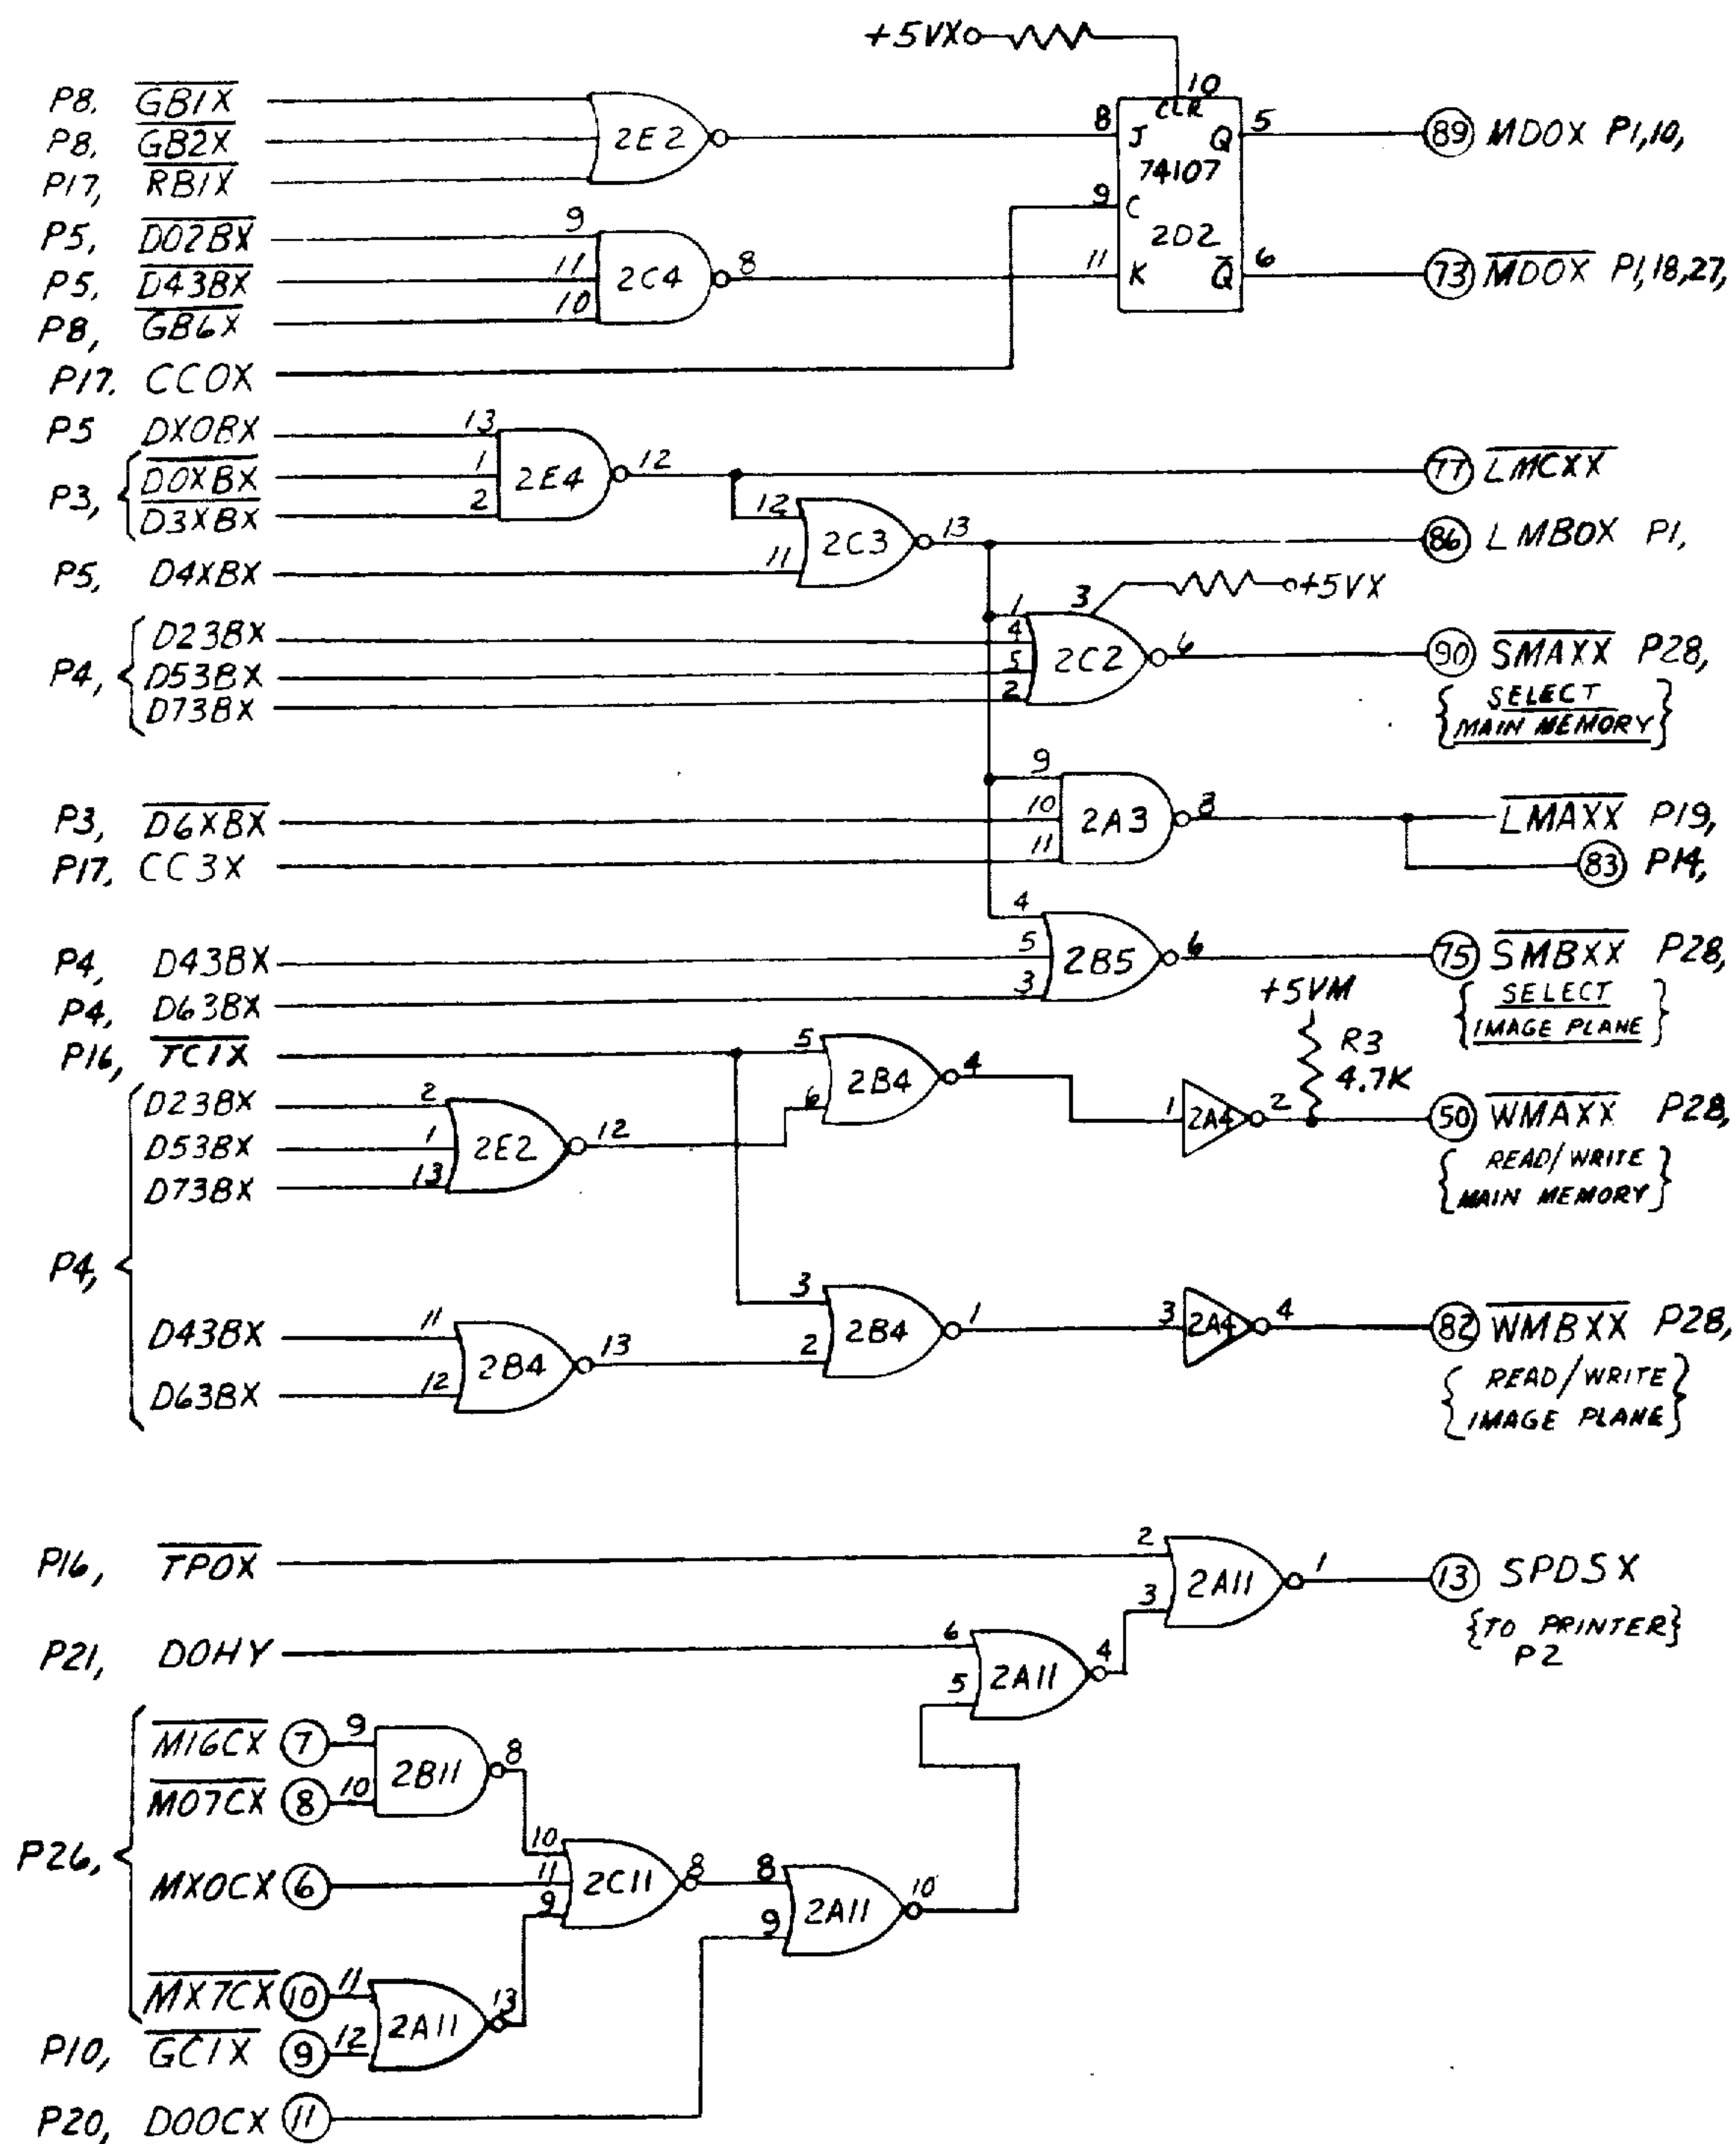 +5VX
P8, GB1X
P8, GB2X
P17, RB1X
2E2
8 J
CLR 10
Q 5
74107
9 C
2D2
11 K
Q 6
89 MDOX P1,10,
73 MDOX P1,18,27,
P5, D02BX 9
P5, D43BX 11
P8, GB6X 10
2C4 8
P17, CC0X
P5 DX0BX 13
P3, D0XBX 1
D3XBX 2
2E4 12
77 LMCXX
12
11
2C3 13
86 LMBOX P1,
P5, D4XBX
3 +5VX
1
P4, D23BX 4
D53BX 5
D73BX 2
2C2 6
90 SMAXX P28,
SELECT
MAIN MEMORY
9
P3, D6XBX 10
P17, CC3X 11
2A3 8
LMAXX P19,
83 P14,
4
P4, D43BX 5
P4, D63BX 3
2B5 6
75 SMBXX P28,
SELECT
IMAGE PLANE
+5VM
R3
4.7K
P16, TC1X 5
6
2B4 4
1 2A4 2
50 WMAXX P28,
READ/WRITE
MAIN MEMORY
P4,
D23BX 2
D53BX 1
D73BX 13
2E2 12
3
2
2B4 1
3 2A4 4
82 WMBXX P28,
READ/WRITE
IMAGE PLANE
D43BX 11
D63BX 12
2B4 13
P16, TP0X 2
3
2A11 1
13 SPDSX
{TO PRINTER}
P2
P21, D0HY 6
5
2A11 4
P26,
M16CX 7 9
M07CX 8 10
2B11 8
10
MX0CX 6 11
9
2C11 8
8
9
2A11 10
MX7CX 10 11
P10, GC1X 9 12
2A11 13
P20, D00CX 11